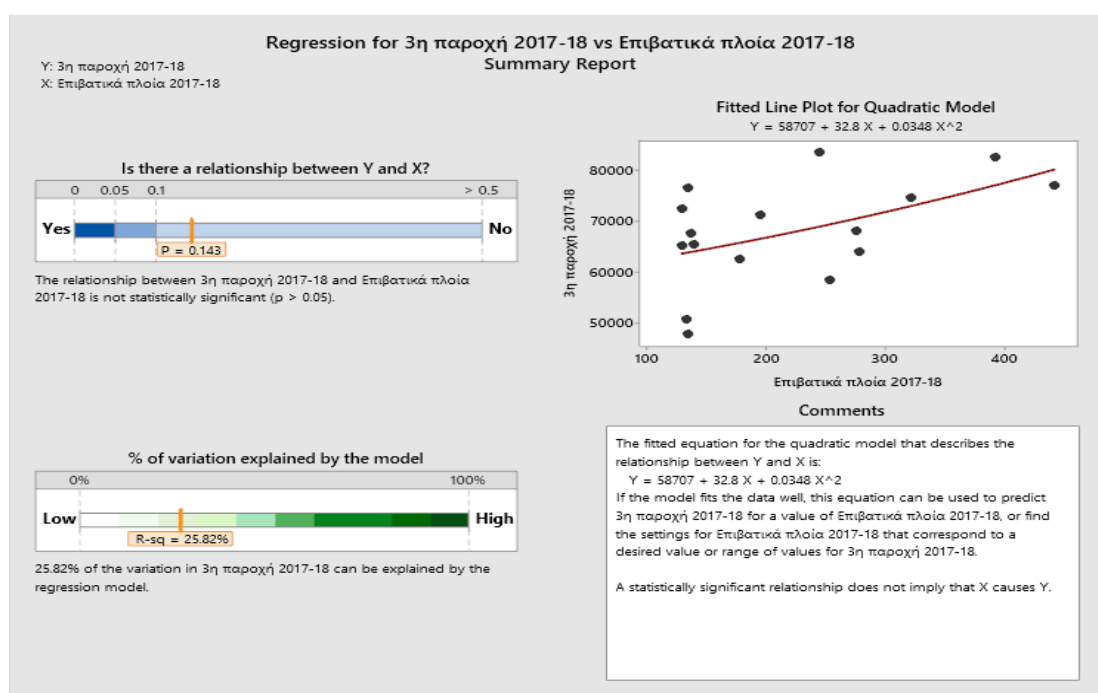 Regression for 3η παροχή 2017-18 vs Επιβατικά πλοία 2017-18
Summary Report
Y: 3η παροχή 2017-18
X: Επιβατικά πλοία 2017-18
Is there a relationship between Y and X?
0 0.05 0.1 > 0.5
Yes No
P = 0.143
The relationship between 3η παροχή 2017-18 and Επιβατικά πλοία
2017-18 is not statistically significant (p > 0.05).
Fitted Line Plot for Quadratic Model
Y = 58707 + 32.8 X + 0.0348 X^2
80000
70000
60000
50000
3η παροχή 2017-18
100 200 300 400
Επιβατικά πλοία 2017-18
% of variation explained by the model
0% 100%
Low High
R-sq = 25.82%
25.82% of the variation in 3η παροχή 2017-18 can be explained by the
regression model.
Comments
The fitted equation for the quadratic model that describes the
relationship between Y and X is:
Y = 58707 + 32.8 X + 0.0348 X^2
If the model fits the data well, this equation can be used to predict
3η παροχή 2017-18 for a value of Επιβατικά πλοία 2017-18, or find
the settings for Επιβατικά πλοία 2017-18 that correspond to a
desired value or range of values for 3η παροχή 2017-18.
A statistically significant relationship does not imply that X causes Y.